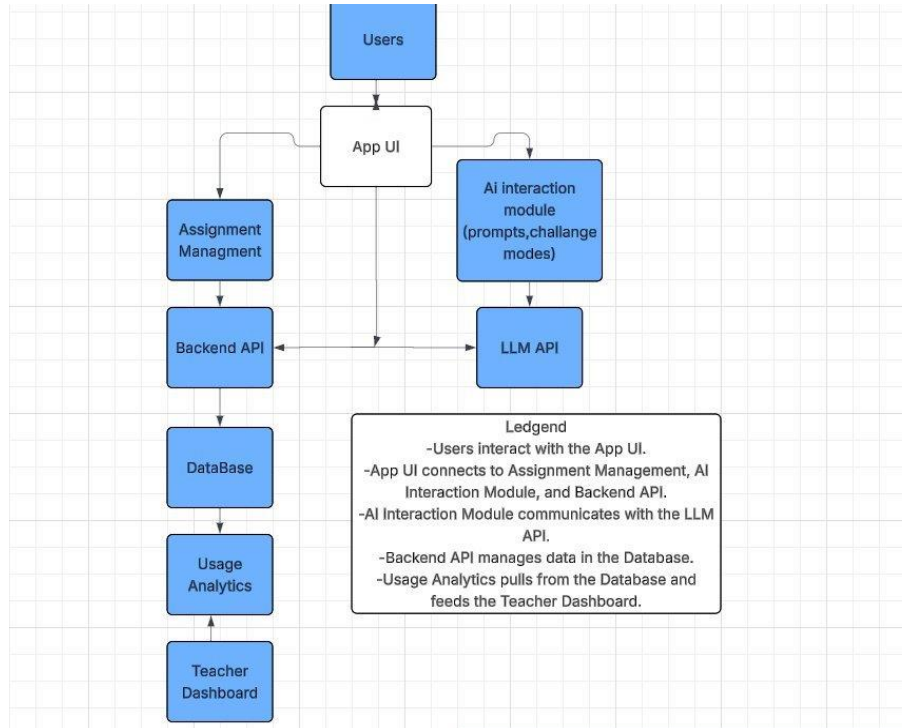 Users
App UI
Ai interaction
module
(prompts,challange
modes)
Assignment
Managment
Backend API
LLM API
DataBase
Usage
Analytics
Teacher
Dashboard
Ledgend
-Users interact with the App UI.
-App UI connects to Assignment Management, AI
Interaction Module, and Backend API.
-AI Interaction Module communicates with the LLM
API.
-Backend API manages data in the Database.
-Usage Analytics pulls from the Database and
feeds the Teacher Dashboard.